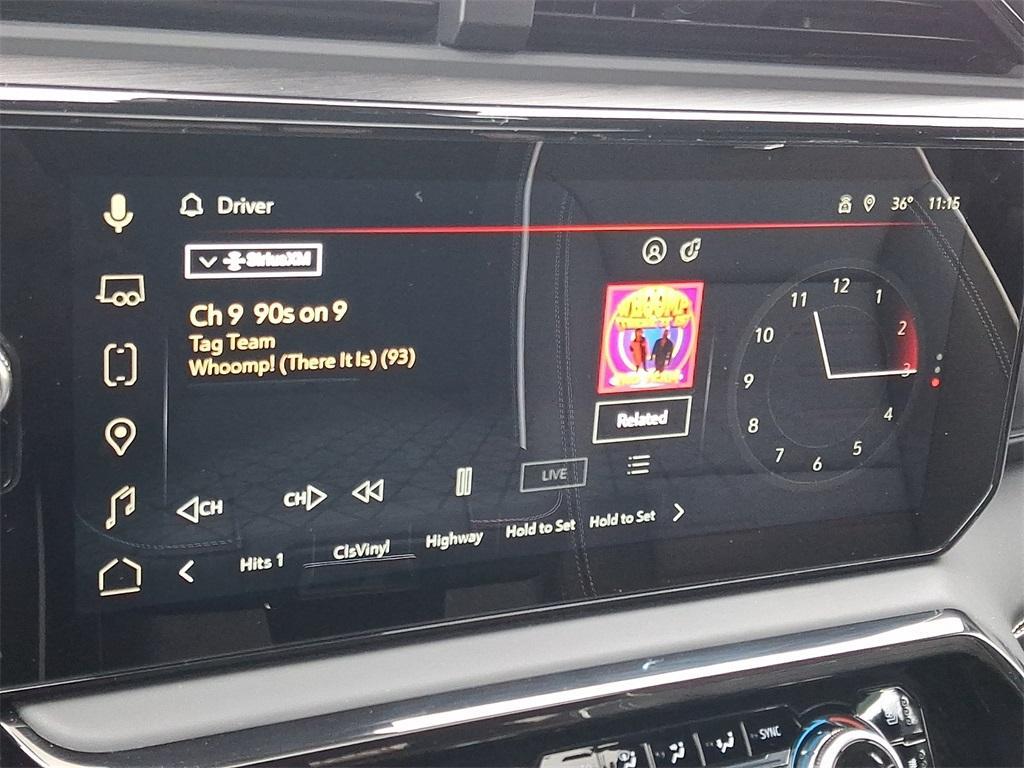 Driver
36° 11:15
SiriusXM
Ch 9 90s on 9
Tag Team
Whoomp! (There It Is) (93)
WHOOMP!
Related
12
1
2
3
4
5
6
7
8
9
10
11
CH
CH
LIVE
Hits 1 ClsVinyl Highway Hold to Set Hold to Set
SYNC